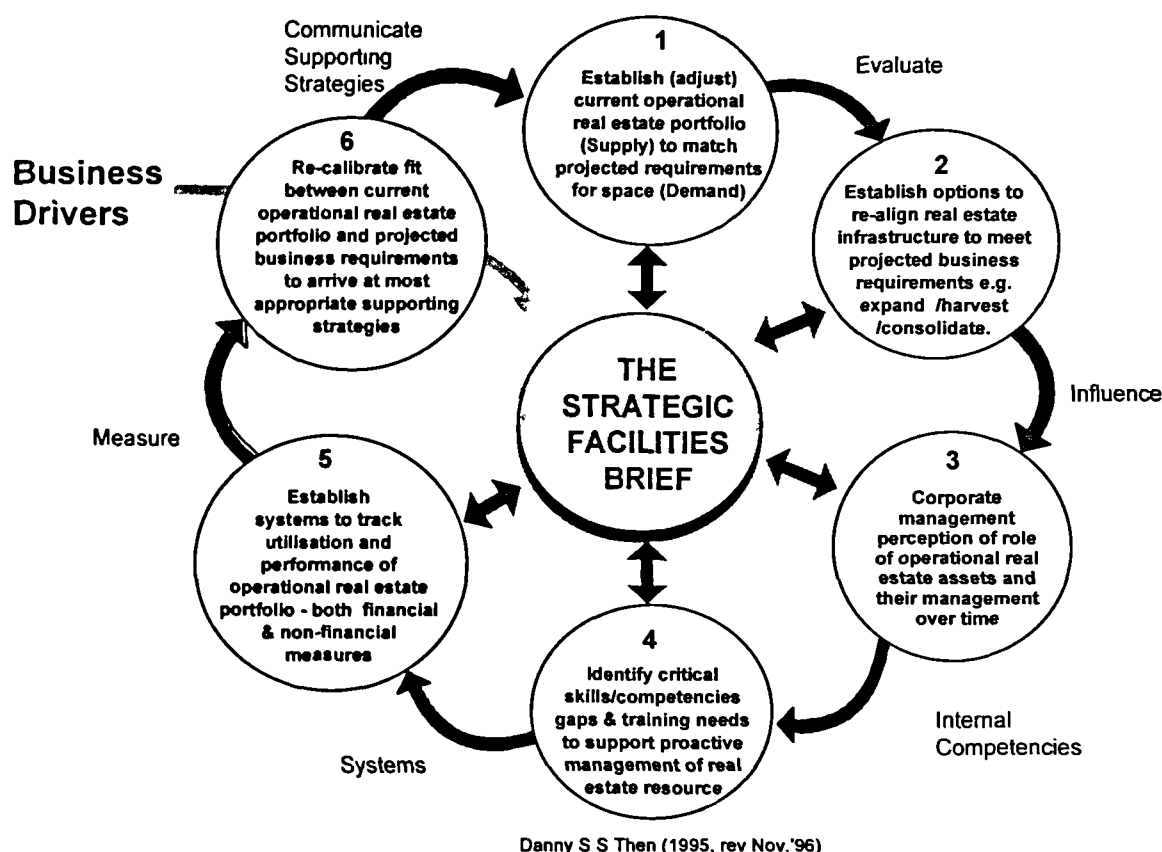 Communicate
Supporting
Strategies
1
Establish (adjust)
current operational
real estate portfolio
(Supply) to match
projected requirements
for space (Demand)
Evaluate
2
Establish options to
re-align real estate
infrastructure to meet
projected business
requirements e.g.
expand /harvest
/consolidate.
Influence
3
Corporate
management
perception of role
of operational real
estate assets and
their management
over time
Internal
Competencies
4
Identify critical
skills/competencies
gaps & training needs
to support proactive
management of real
estate resource
Systems
5
Establish
systems to track
utilisation and
performance of
operational real estate
portfolio - both financial
& non-financial
measures
Measure
6
Re-calibrate fit
between current
operational real estate
portfolio and projected
business requirements
to arrive at most
appropriate supporting
strategies
Business
Drivers
THE
STRATEGIC
FACILITIES
BRIEF
Danny S S Then (1995, rev Nov,'96)